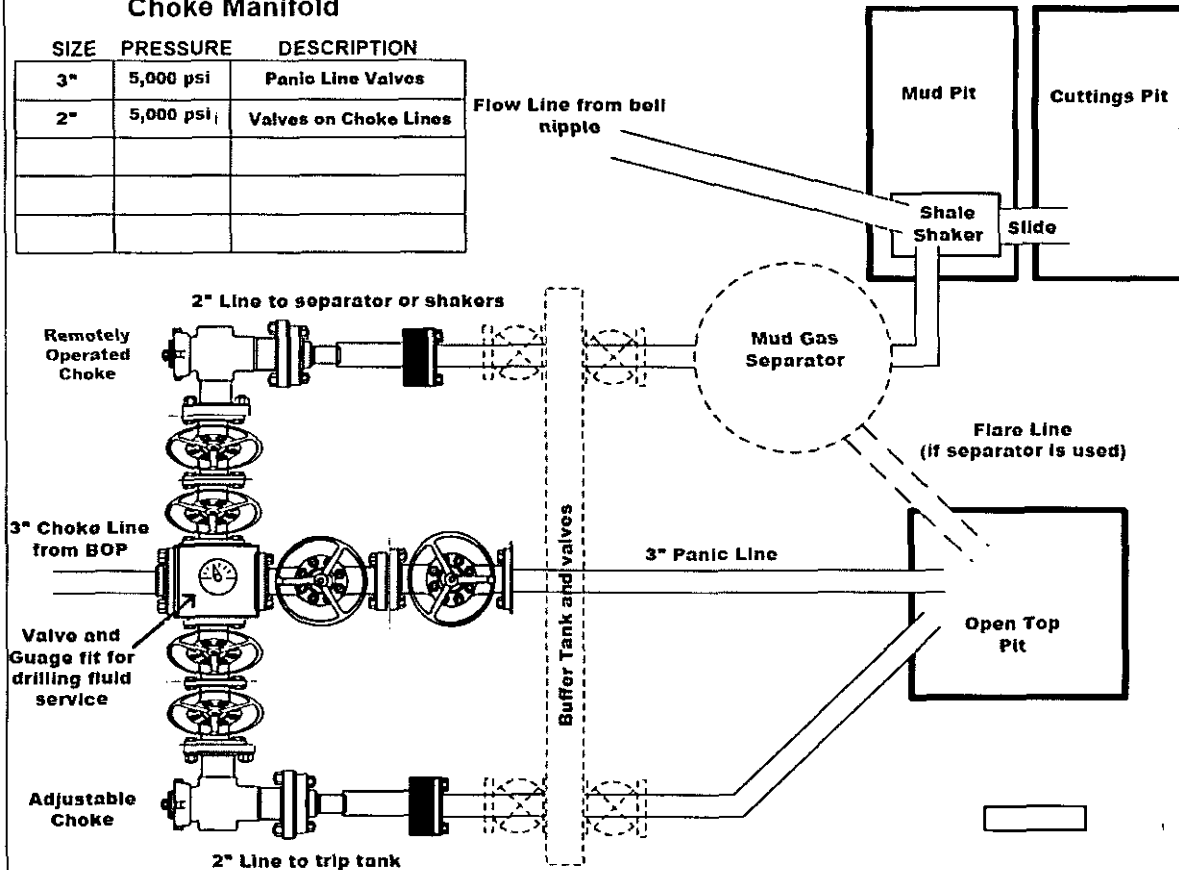 Choke Manifold
SIZE PRESSURE DESCRIPTION
3" 5,000 psi Panic Line Valves
2" 5,000 psi Valves on Choke Lines
Flow Line from bell
nipple
Mud Pit
Cuttings Pit
Shale
Shaker
Slide
2" Line to separator or shakers
Remotely
Operated
Choke
Mud Gas
Separator
Flare Line
(if separator is used)
3" Choke Line
from BOP
3" Panic Line
Buffer Tank and valves
Open Top
Pit
Valve and
Guage fit for
drilling fluid
service
Adjustable
Choke
2" Line to trip tank